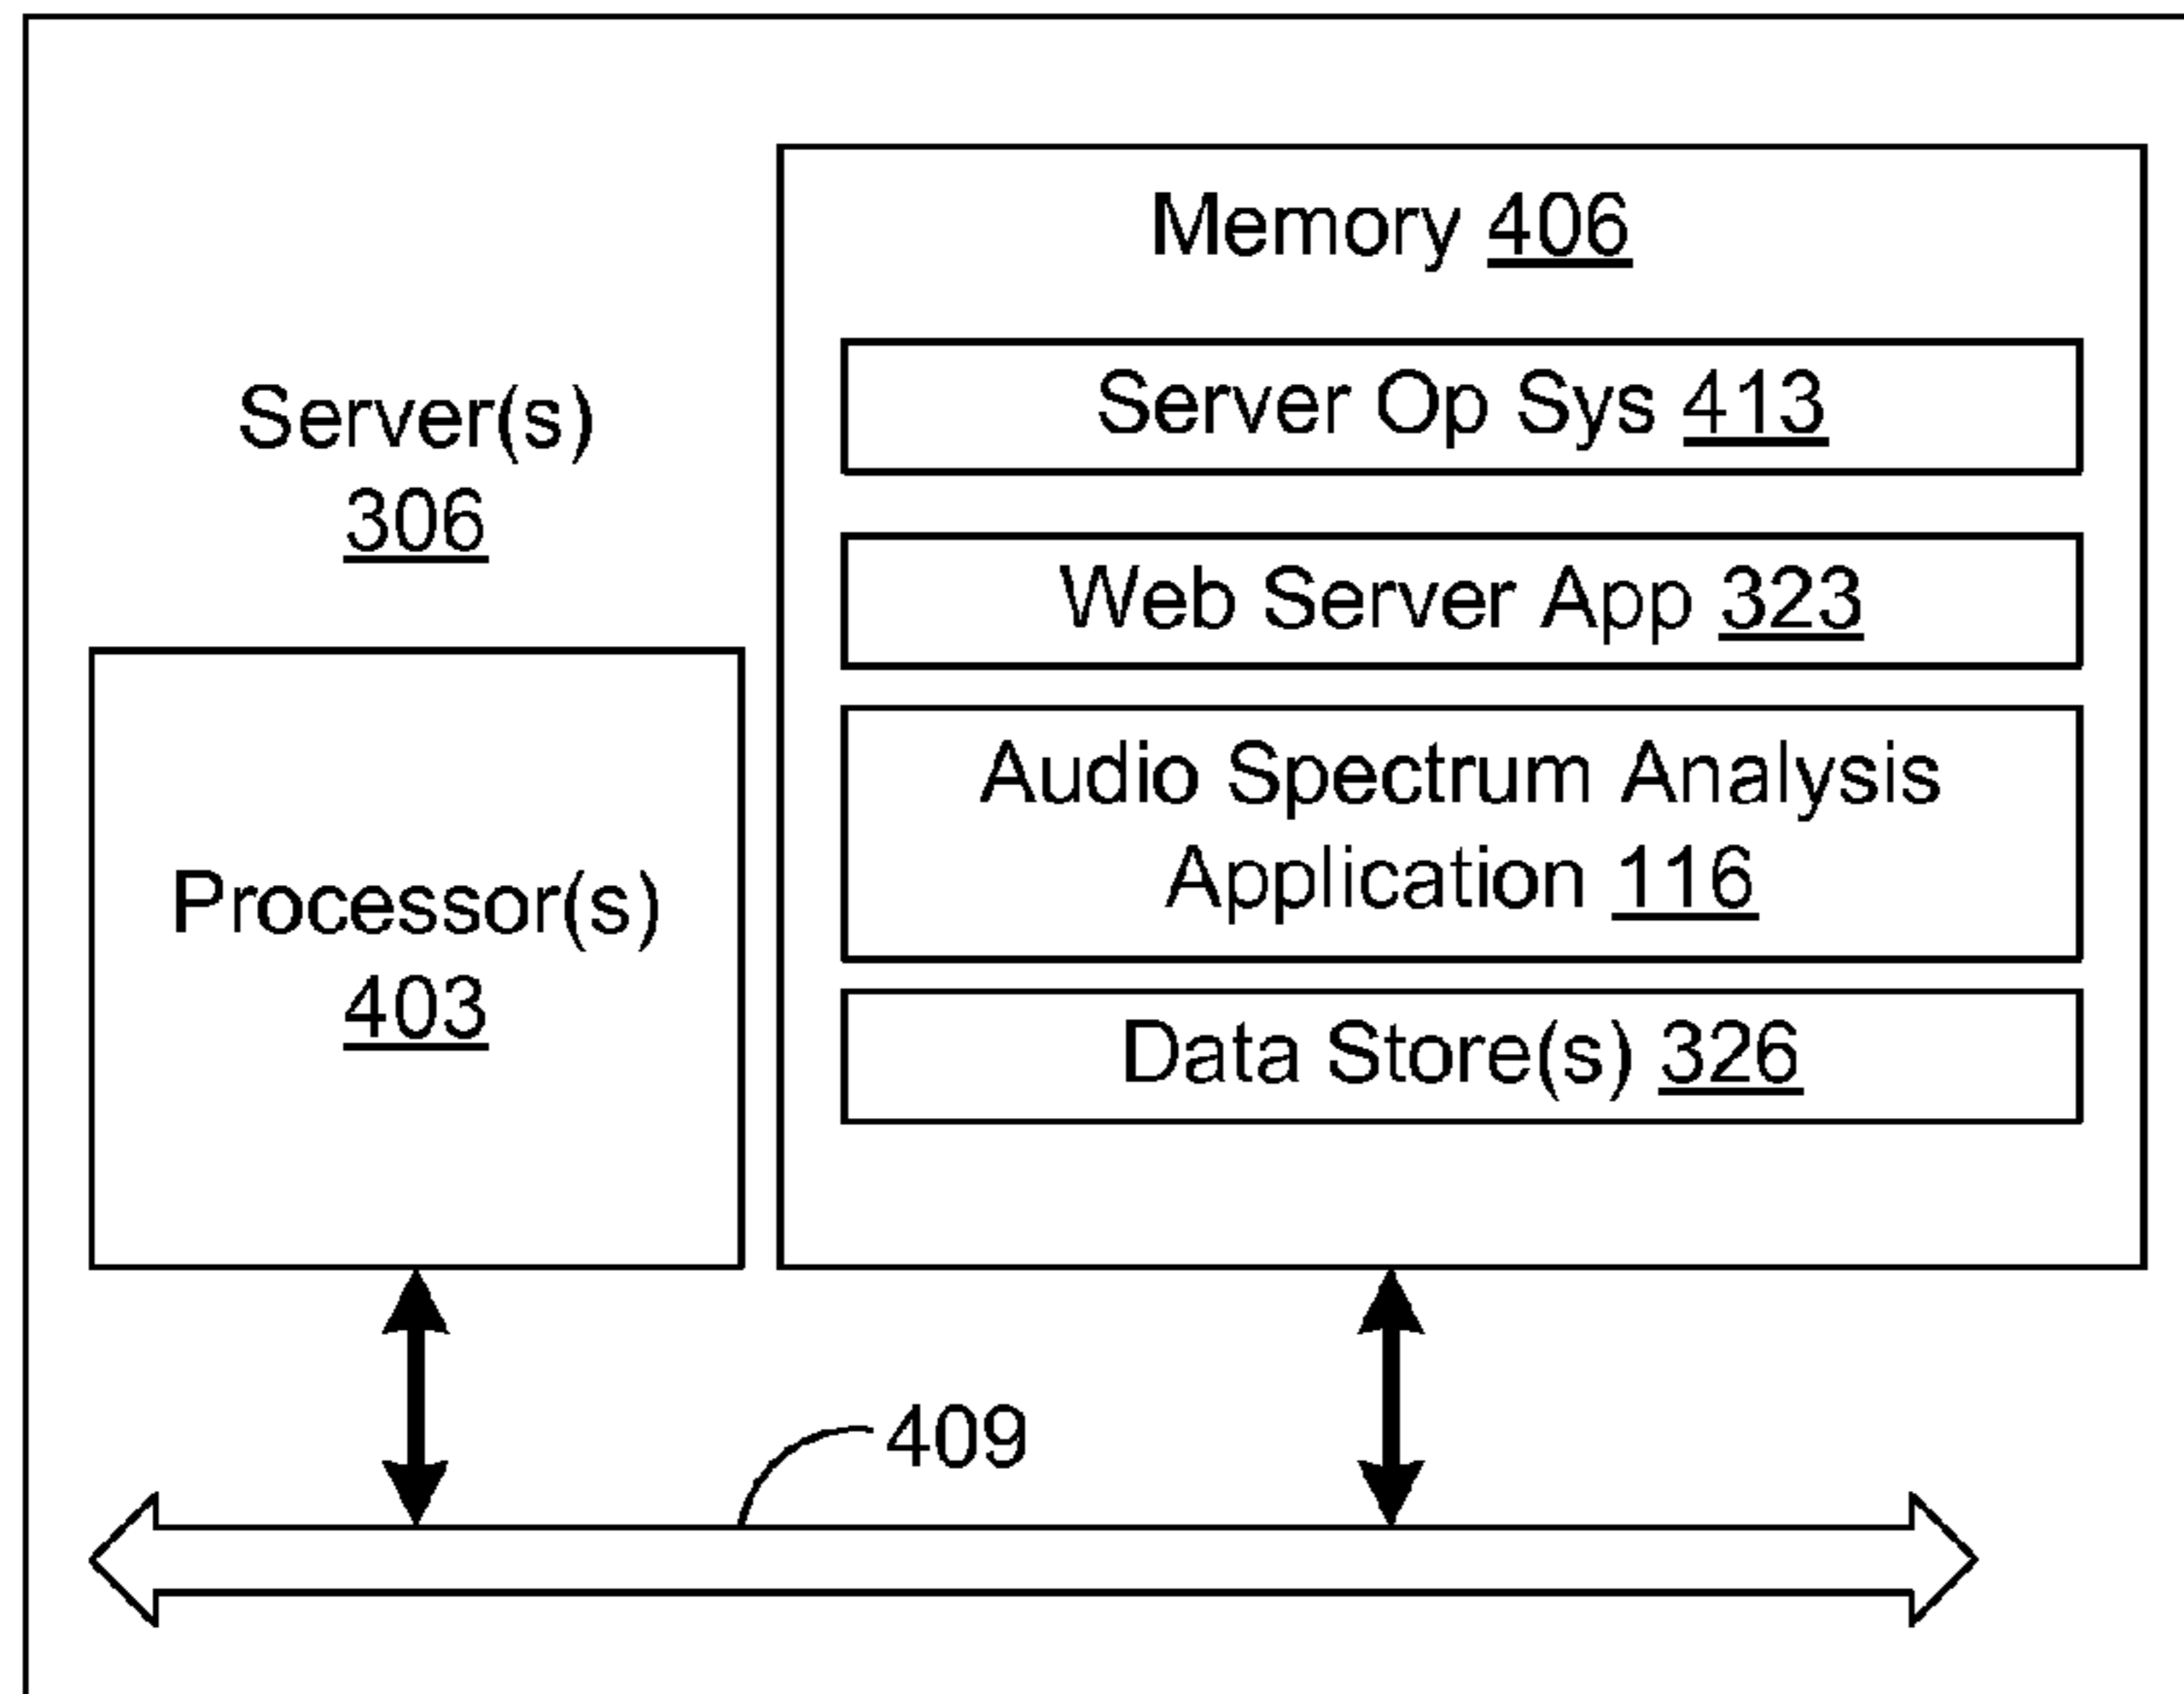 Server(s)
306
Processor(s)
403
Memory 406
Server Op Sys 413
Web Server App 323
Audio Spectrum Analysis
Application 116
Data Store(s) 326
409